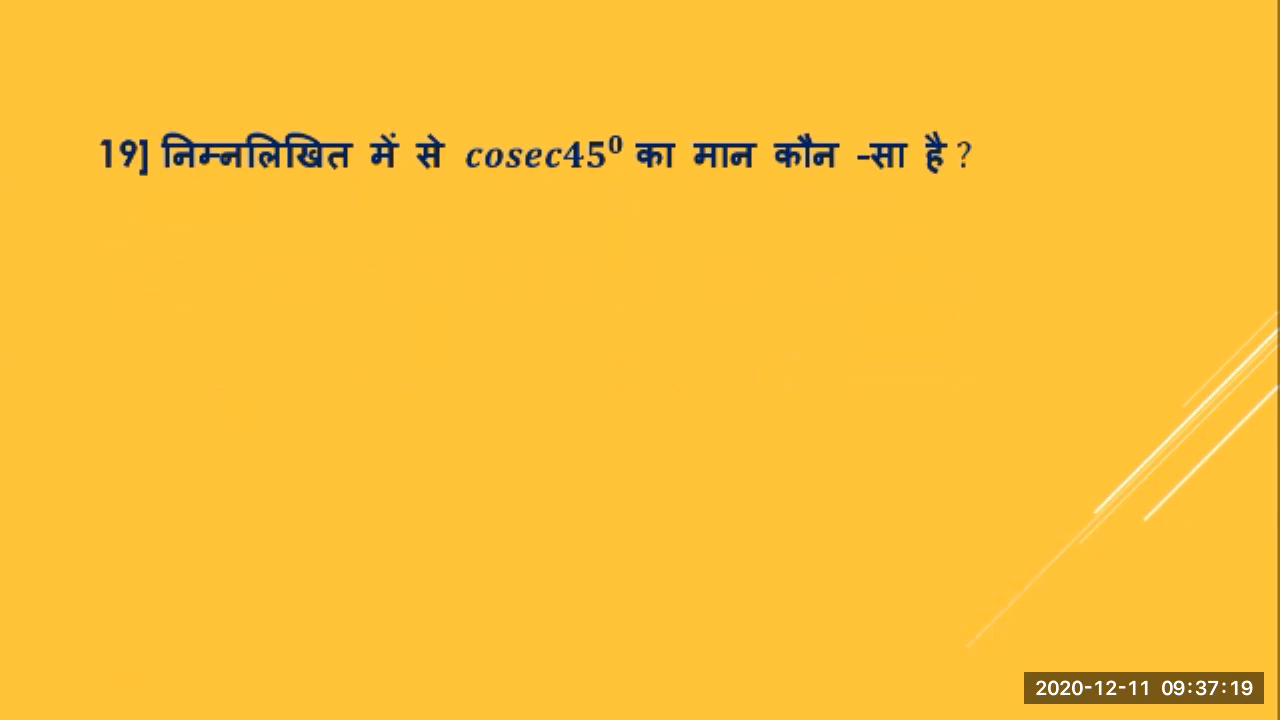 19] निम्नलिखित में से cosec45⁰ का मान कौन -सा है ?
2020-12-11 09:37:19